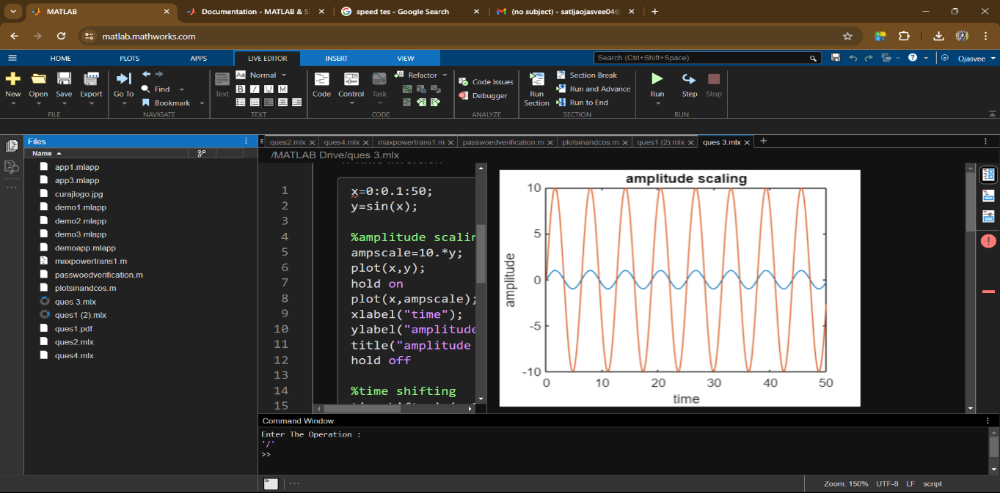 MATLAB
Documentation - MATLAB & S
speed tes - Google Search
(no subject) - satijaojasvee04@
matlab.mathworks.com
HOME PLOTS APPS LIVE EDITOR INSERT VIEW
Search (Ctrl+Shift+Space)
Ojasvee
New Open Save Export
FILE
Go To
Find
Bookmark
NAVIGATE
Text
Aa Normal
B I U M
TEXT
Code Control Task
Refactor
CODE
Code Issues
Debugger
ANALYZE
Run Section
Section Break
Run and Advance
Run to End
SECTION
Run Step Stop
RUN
Files
Name
app1.mlapp
app3.mlapp
curajlogo.jpg
demo1.mlapp
demo2.mlapp
demo3.mlapp
demoapp.mlapp
maxpowertrans1.m
passwoedverification.m
plotsinandcos.m
ques 3.mlx
ques1 (2).mlx
ques1.pdf
ques2.mlx
ques4.mlx
ques2.mlx ques4.mlx maxpowertrans1.m passwoedverification.m plotsinandcos.m ques1 (2).mlx ques 3.mlx
/MATLAB Drive/ques 3.mlx
1 x=0:0.1:50;
2 y=sin(x);
3
4 %amplitude scalin
5 ampscale=10.*y;
6 plot(x,y);
7 hold on
8 plot(x,ampscale);
9 xlabel("time");
10 ylabel("amplitude
11 title("amplitude
12 hold off
13
14 %time shifting
15
amplitude scaling
10
5
0
-5
-10
amplitude
0 10 20 30 40 50
time
Command Window
Enter The Operation :
'/'
>>
Zoom: 150% UTF-8 LF script